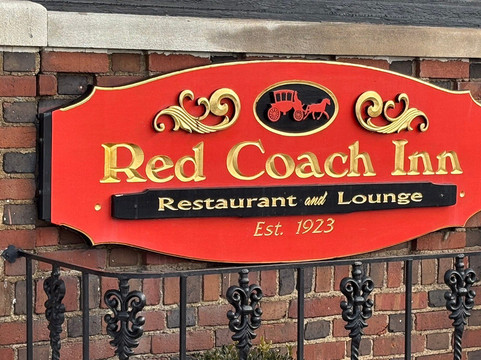 Red Coach Inn
Restaurant and Lounge
Est. 1923